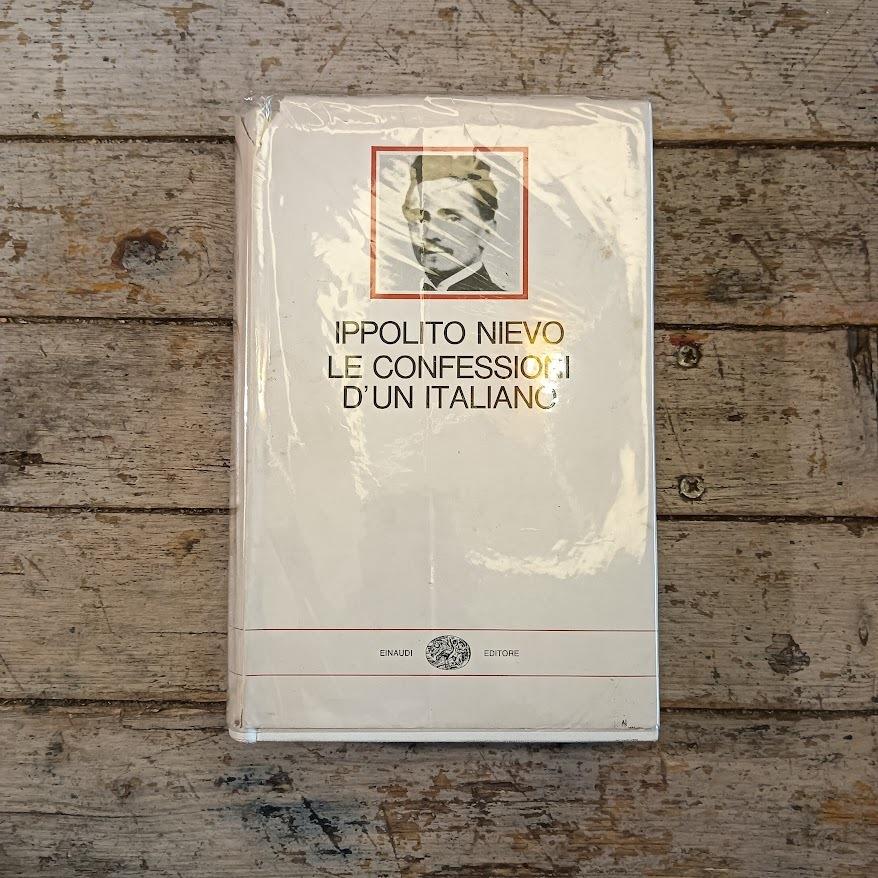 IPPOLITO NIEVO
LE CONFESSIONI
D'UN ITALIANO
EINAUDI EDITORE